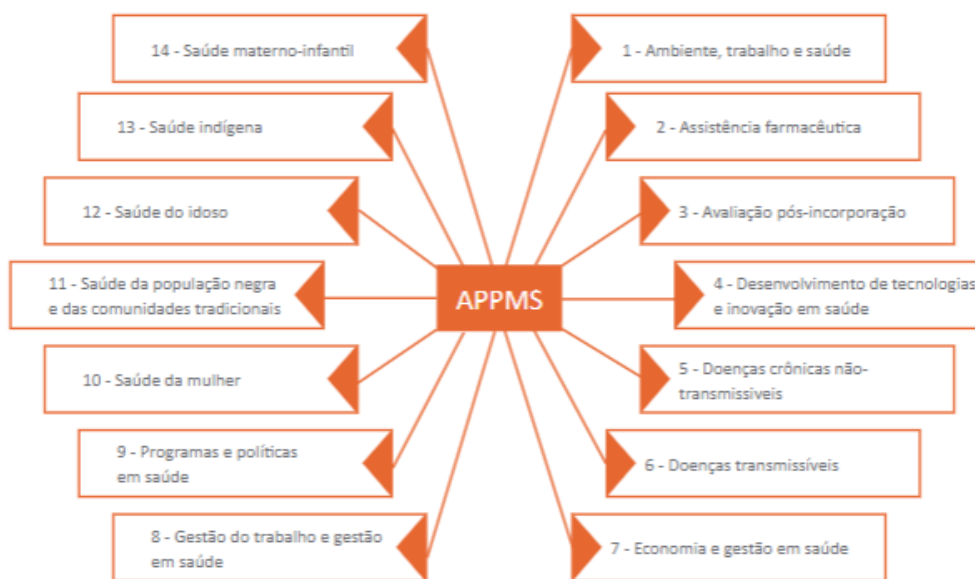 14 - Saúde materno-infantil
1 - Ambiente, trabalho e saúde
13 - Saúde indígena
2 - Assistência farmacêutica
12 - Saúde do idoso
3 - Avaliação pós-incorporação
11 - Saúde da população negra
e das comunidades tradicionais
APPMS
4 - Desenvolvimento de tecnologias
e inovação em saúde
10 - Saúde da mulher
5 - Doenças crônicas não-
transmissiveis
9 - Programas e políticas
em saúde
6 - Doenças transmissíveis
8 - Gestão do trabalho e gestão
em saúde
7 - Economia e gestão em saúde